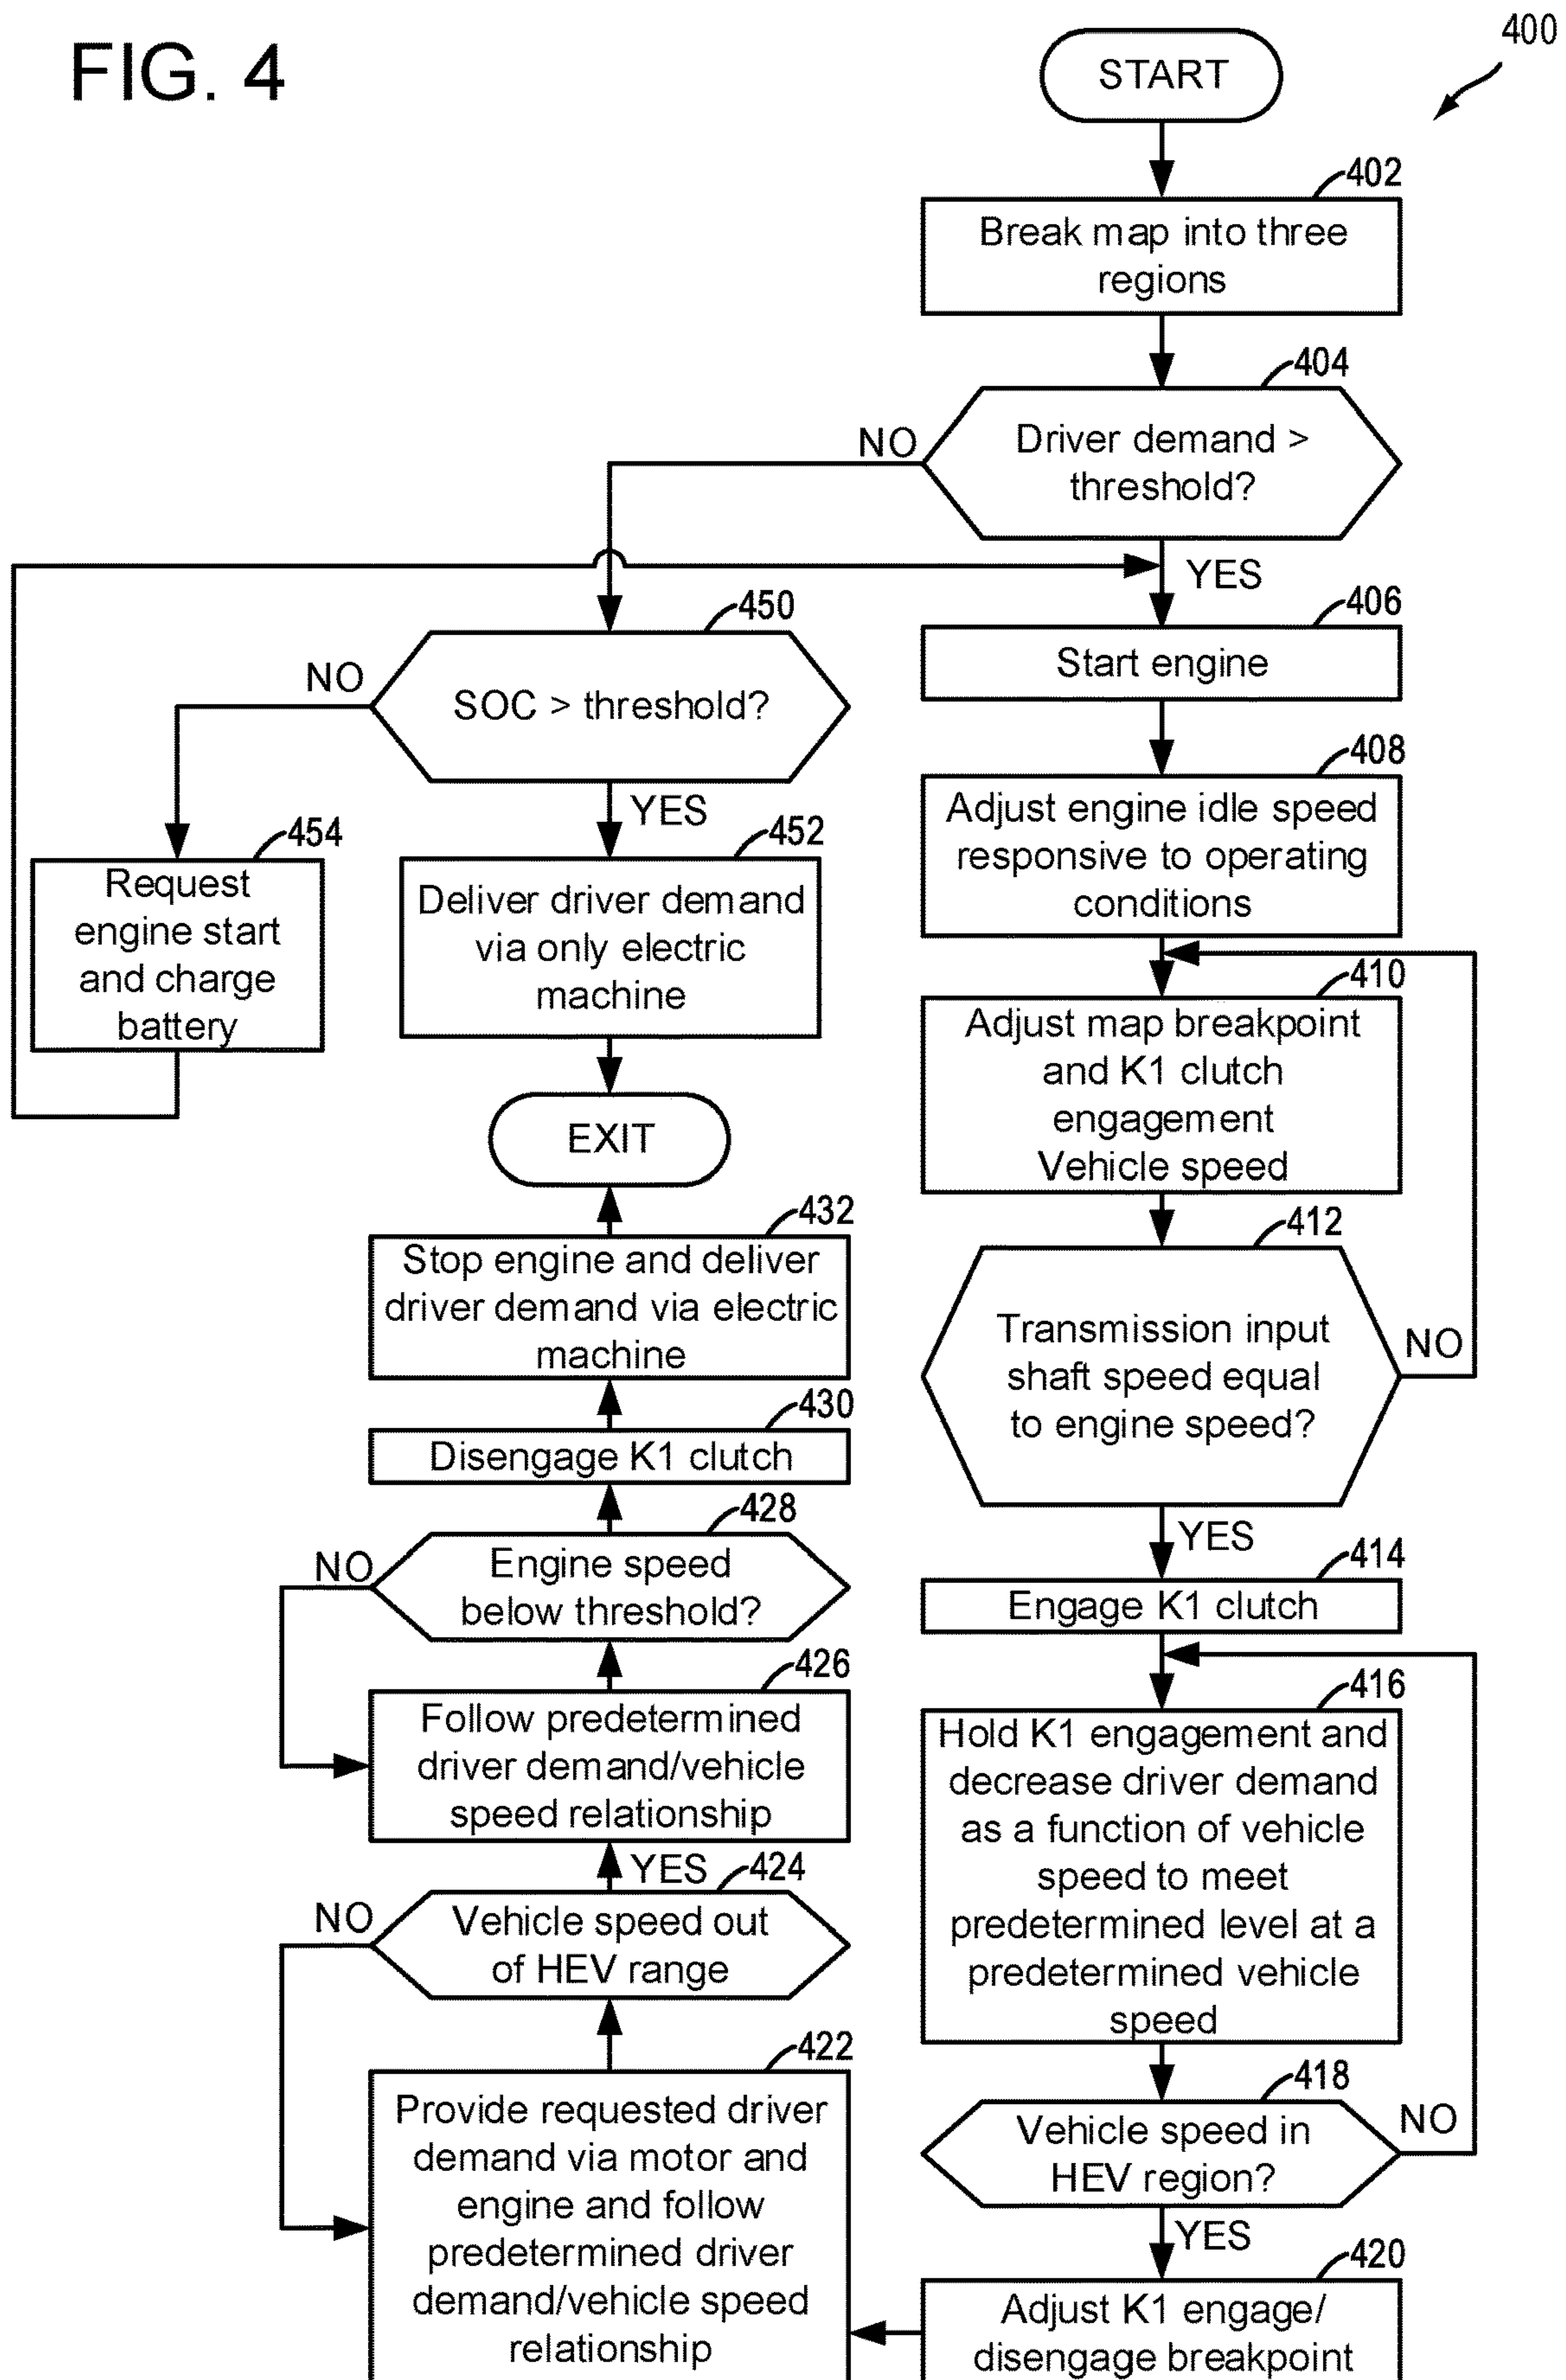 FIG. 4
400
START
402
Break map into three
regions
404
Driver demand >
threshold?
NO
YES
406
Start engine
408
Adjust engine idle speed
responsive to operating
conditions
410
Adjust map breakpoint
and K1 clutch
engagement
Vehicle speed
412
Transmission input
shaft speed equal
to engine speed?
NO
YES
414
Engage K1 clutch
416
Hold K1 engagement and
decrease driver demand
as a function of vehicle
speed to meet
predetermined level at a
predetermined vehicle
speed
418
Vehicle speed in
HEV region?
NO
YES
420
Adjust K1 engage/
disengage breakpoint
422
Provide requested driver
demand via motor and
engine and follow
predetermined driver
demand/vehicle speed
relationship
424
Vehicle speed out
of HEV range
NO
YES
426
Follow predetermined
driver demand/vehicle
speed relationship
428
Engine speed
below threshold?
NO
430
Disengage K1 clutch
432
Stop engine and deliver
driver demand via electric
machine
EXIT
450
SOC > threshold?
NO
YES
452
Deliver driver demand
via only electric
machine
454
Request
engine start
and charge
battery